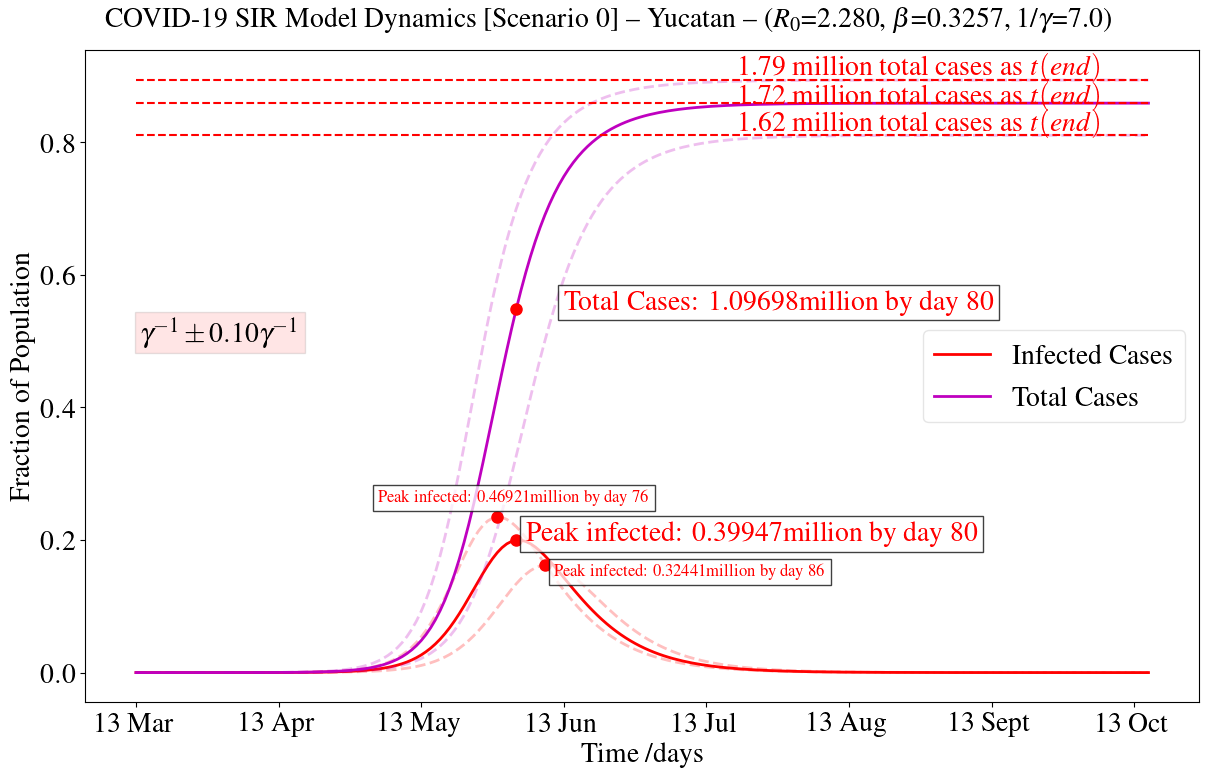 COVID-19 SIR Model Dynamics [Scenario 0] – Yucatan – (R₀=2.280, β=0.3257, 1/γ=7.0)
1.79 million total cases as t(end)
1.72 million total cases as t(end)
1.62 million total cases as t(end)
0.8
0.6
0.4
0.2
0.0
Fraction of Population
Total Cases: 1.09698million by day 80
γ⁻¹ ± 0.10γ⁻¹
Infected Cases
Total Cases
Peak infected: 0.46921million by day 76
Peak infected: 0.39947million by day 80
Peak infected: 0.32441million by day 86
13 Mar 13 Apr 13 May 13 Jun 13 Jul 13 Aug 13 Sept 13 Oct
Time /days